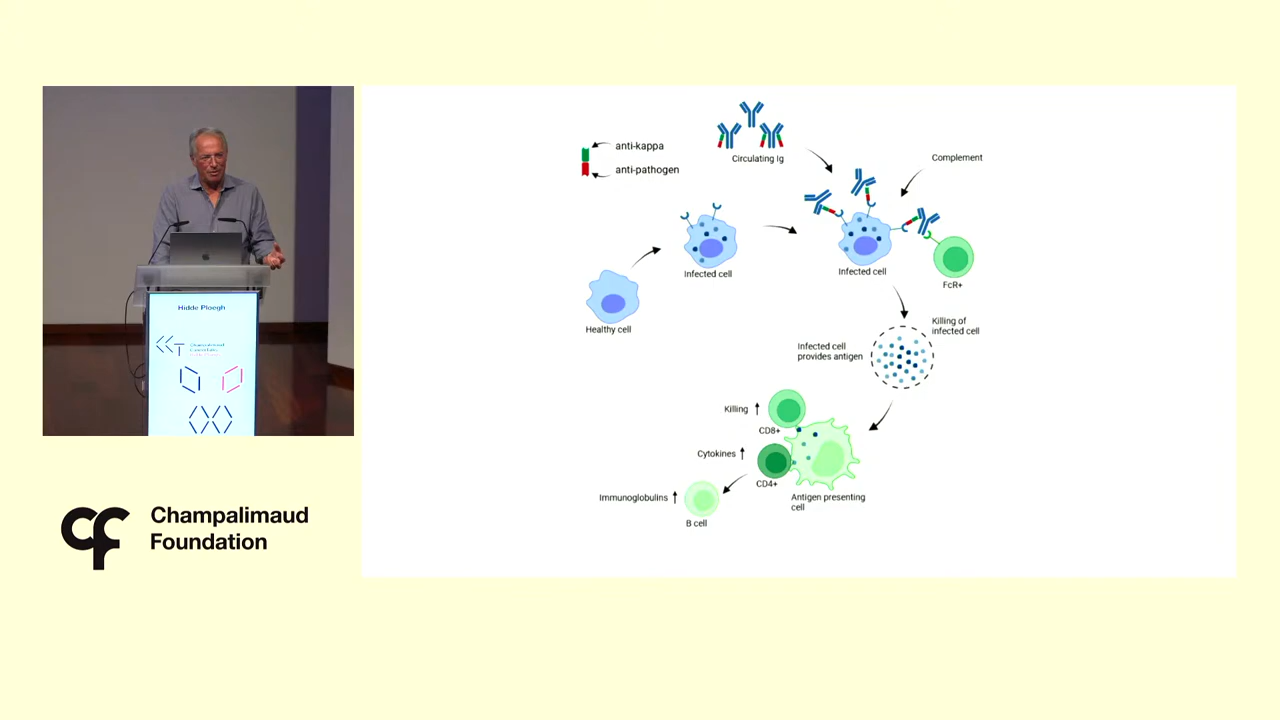 anti-kappa
anti-pathogen
Circulating Ig
Complement
Infected cell
Infected cell
FcR+
Healthy cell
Killing of
infected cell
Infected cell
provides antigen
Killing
CD8+
Cytokines
CD4+
Immunoglobulins
B cell
Antigen presenting
cell
Hidde Ploegh
Champalimaud
Foundation